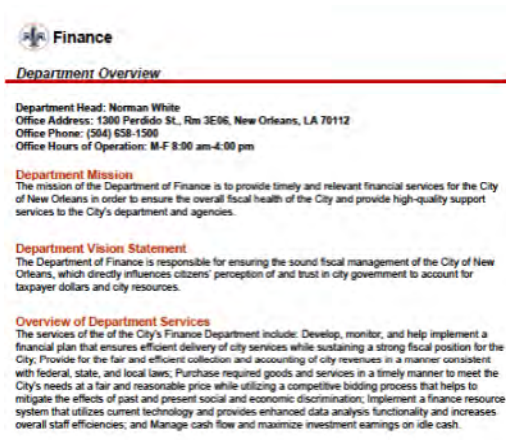 Finance
Department Overview
Department Head: Norman White
Office Address: 1300 Perdido St., Rm 3E06, New Orleans, LA 70112
Office Phone: (504) 658-1500
Office Hours of Operation: M-F 8:00 am-4:00 pm
Department Mission
The mission of the Department of Finance is to provide timely and relevant financial services for the City
of New Orleans in order to ensure the overall fiscal health of the City and provide high-quality support
services to the City's department and agencies.
Department Vision Statement
The Department of Finance is responsible for ensuring the sound fiscal management of the City of New
Orleans, which directly influences citizens' perception of and trust in city government to account for
taxpayer dollars and city resources.
Overview of Department Services
The services of the of the City's Finance Department include: Develop, monitor, and help implement a
financial plan that ensures efficient delivery of city services while sustaining a strong fiscal position for the
City; Provide for the fair and efficient collection and accounting of city revenues in a manner consistent
with federal, state, and local laws; Purchase required goods and services in a timely manner to meet the
City's needs at a fair and reasonable price while utilizing a competitive bidding process that helps to
mitigate the effects of past and present social and economic discrimination; Implement a finance resource
system that utilizes current technology and provides enhanced data analysis functionality and increases
overall staff efficiencies; and Manage cash flow and maximize investment earnings on idle cash.